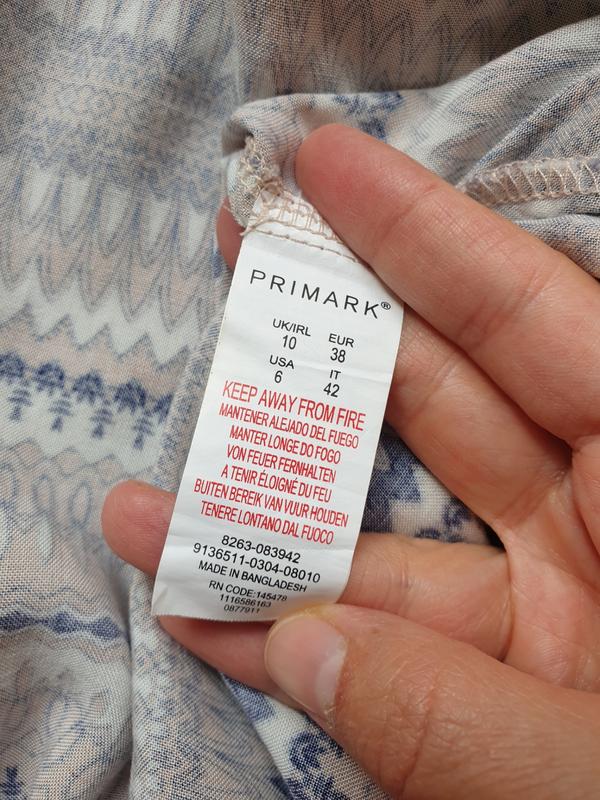 PRIMARK®
UK/IRL EUR
10 38
USA IT
6 42
KEEP AWAY FROM FIRE
MANTENER ALEJADO DEL FUEGO
MANTER LONGE DO FOGO
VON FEUER FERNHALTEN
A TENIR ÉLOIGNÉ DU FEU
BUITEN BEREIK VAN VUUR HOUDEN
TENERE LONTANO DAL FUOCO
8263-083942
9136511-0304-08010
MADE IN BANGLADESH
RN CODE:145478
1116586163
0877911